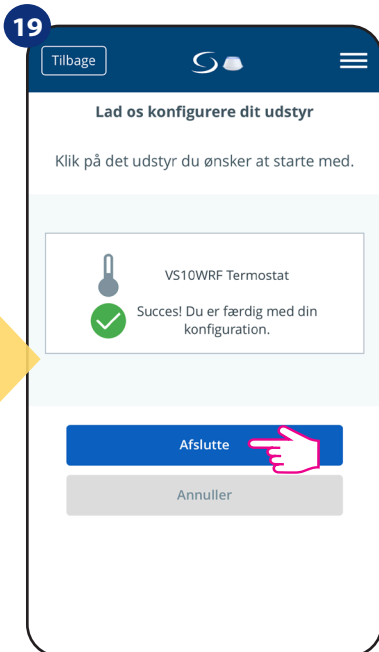 19
Tilbage
Lad os konfigurere dit udstyr
Klik på det udstyr du ønsker at starte med.
VS10WRF Termostat
Succes! Du er færdig med din
konfiguration.
Afslutte
Annuller